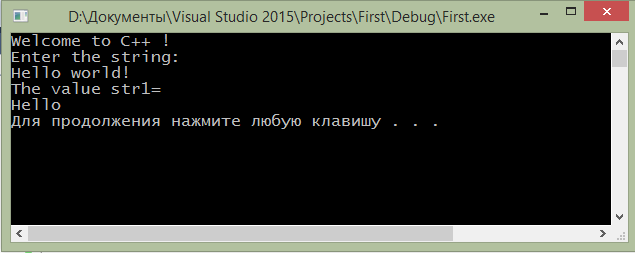 D:\Документы\Visual Studio 2015\Projects\First\Debug\First.exe
Welcome to C++ !
Enter the string:
Hello world!
The value str1=
Hello
Для продолжения нажмите любую клавишу . . .